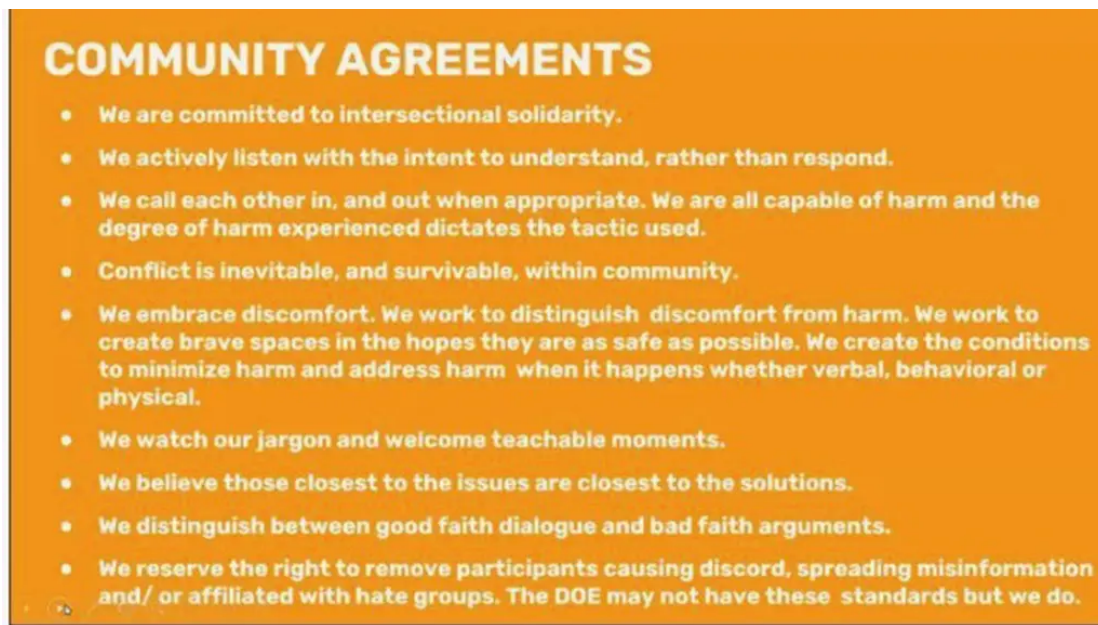 COMMUNITY AGREEMENTS
• We are committed to intersectional solidarity.
• We actively listen with the intent to understand, rather than respond.
• We call each other in, and out when appropriate. We are all capable of harm and the
degree of harm experienced dictates the tactic used.
• Conflict is inevitable, and survivable, within community.
• We embrace discomfort. We work to distinguish discomfort from harm. We work to
create brave spaces in the hopes they are as safe as possible. We create the conditions
to minimize harm and address harm when it happens whether verbal, behavioral or
physical.
• We watch our jargon and welcome teachable moments.
• We believe those closest to the issues are closest to the solutions.
• We distinguish between good faith dialogue and bad faith arguments.
• We reserve the right to remove participants causing discord, spreading misinformation
and/ or affiliated with hate groups. The DOE may not have these standards but we do.